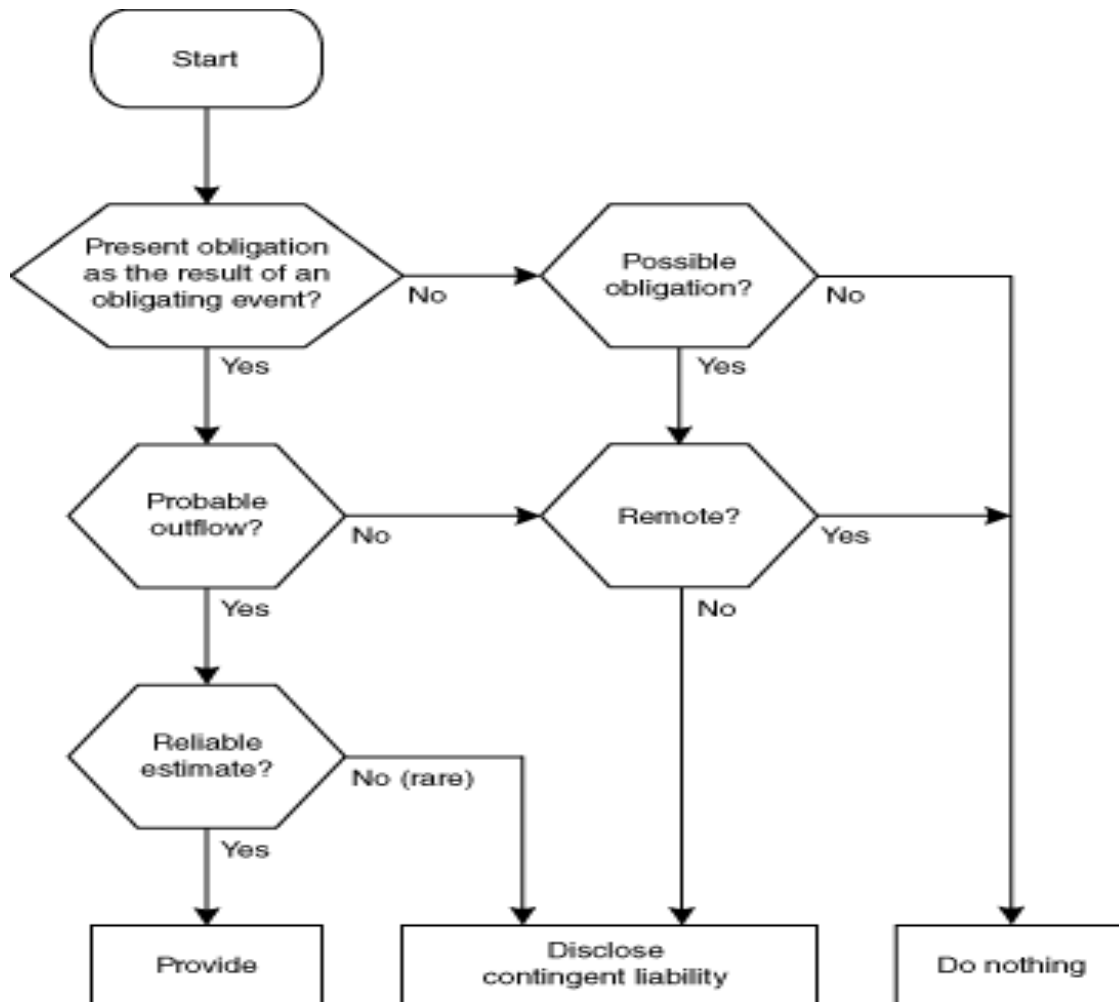 Start
Present obligation
as the result of an
obligating event?
No
Possible
obligation?
No
Yes
Yes
Probable
outflow?
No
Remote?
Yes
Yes
No
Reliable
estimate?
No (rare)
Yes
Provide
Disclose
contingent liability
Do nothing